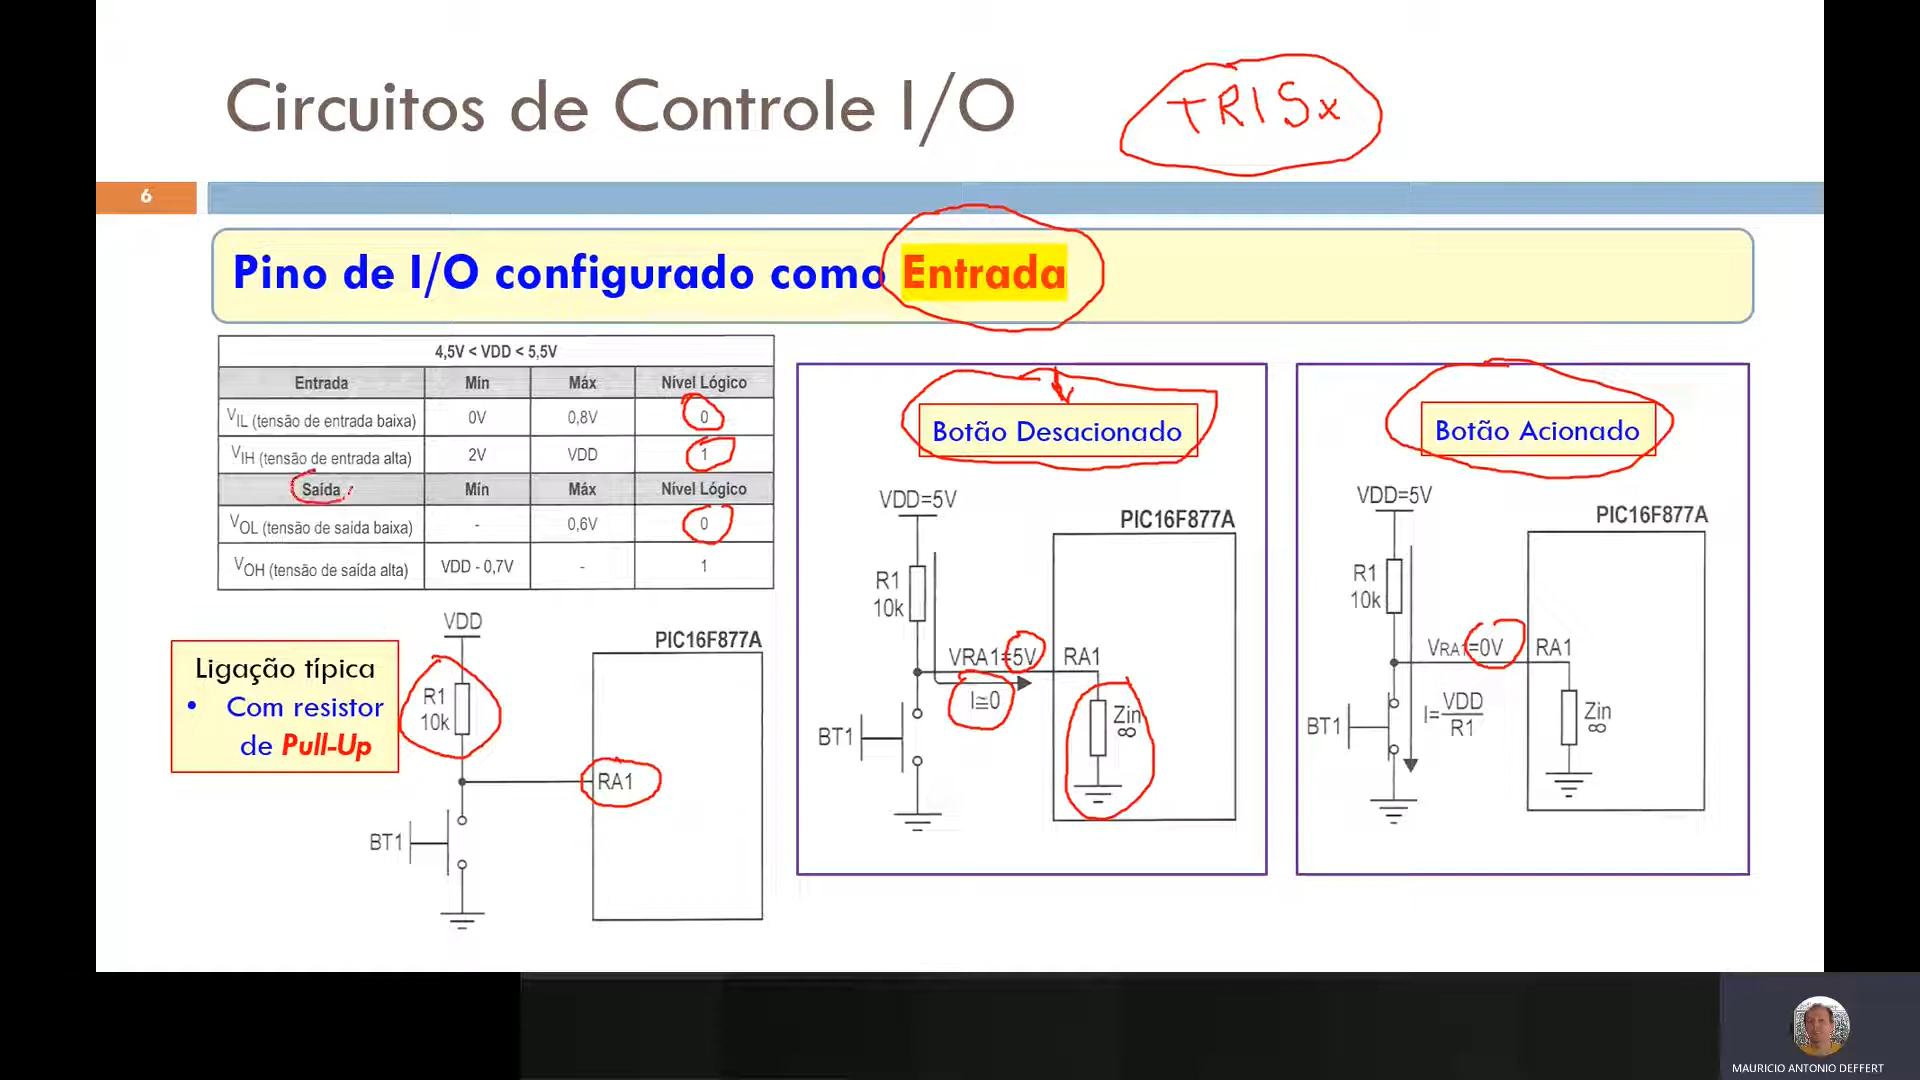 Circuitos de Controle I/O
TRISx
6
Pino de I/O configurado como Entrada
4,5V < VDD < 5,5V
Entrada Mín Máx Nível Lógico
VIL (tensão de entrada baixa) 0V 0,8V 0
VIH (tensão de entrada alta) 2V VDD 1
Saída Mín Máx Nível Lógico
VOL (tensão de saída baixa) - 0,6V 0
VOH (tensão de saída alta) VDD - 0,7V - 1
Ligação típica
• Com resistor
de Pull-Up
VDD
R1
10k
PIC16F877A
RA1
BT1
Botão Desacionado
VDD=5V
PIC16F877A
R1
10k
VRA1=5V RA1
I≅0
Zin
∞
BT1
Botão Acionado
VDD=5V
PIC16F877A
R1
10k
VRA1=0V RA1
I=VDD
R1
Zin
∞
BT1
MAURICIO ANTONIO DEFFERT